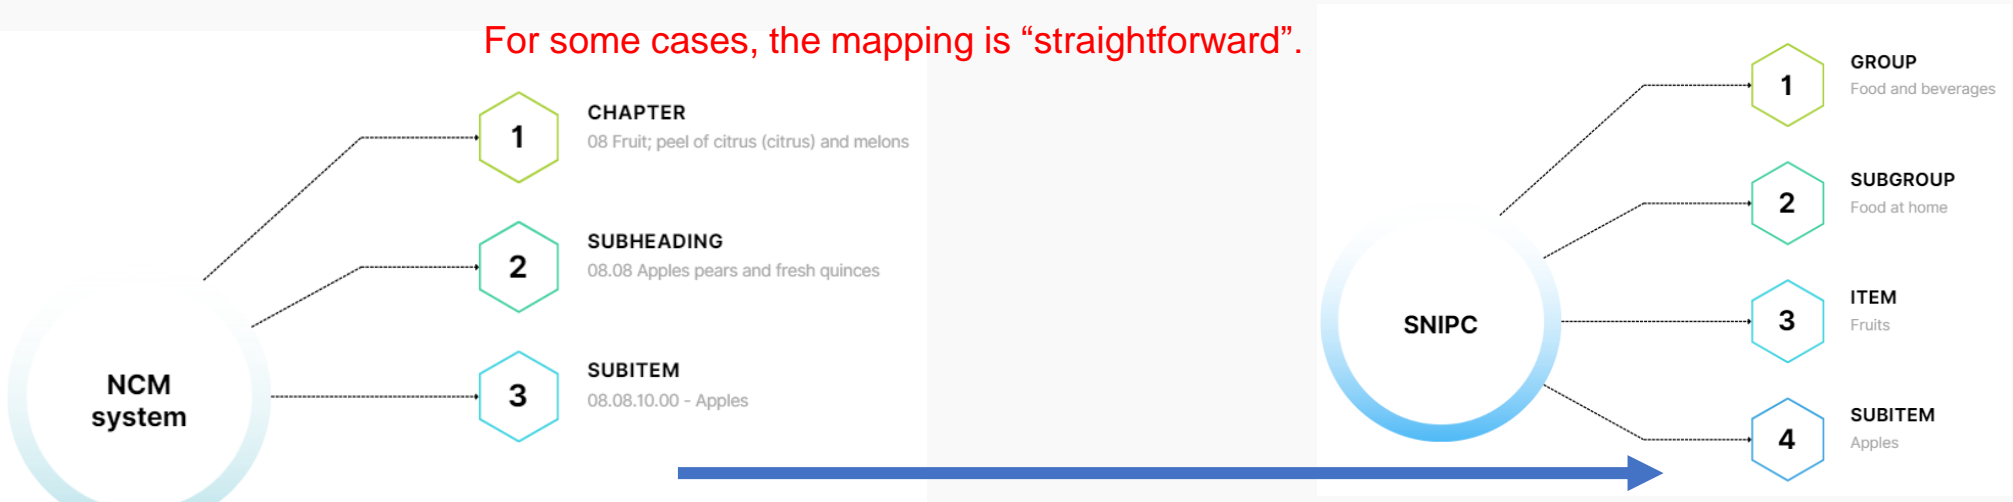 For some cases, the mapping is “straightforward”.
NCM
system
1
CHAPTER
08 Fruit; peel of citrus (citrus) and melons
2
SUBHEADING
08.08 Apples pears and fresh quinces
3
SUBITEM
08.08.10.00 - Apples
SNIPC
1
GROUP
Food and beverages
2
SUBGROUP
Food at home
3
ITEM
Fruits
4
SUBITEM
Apples